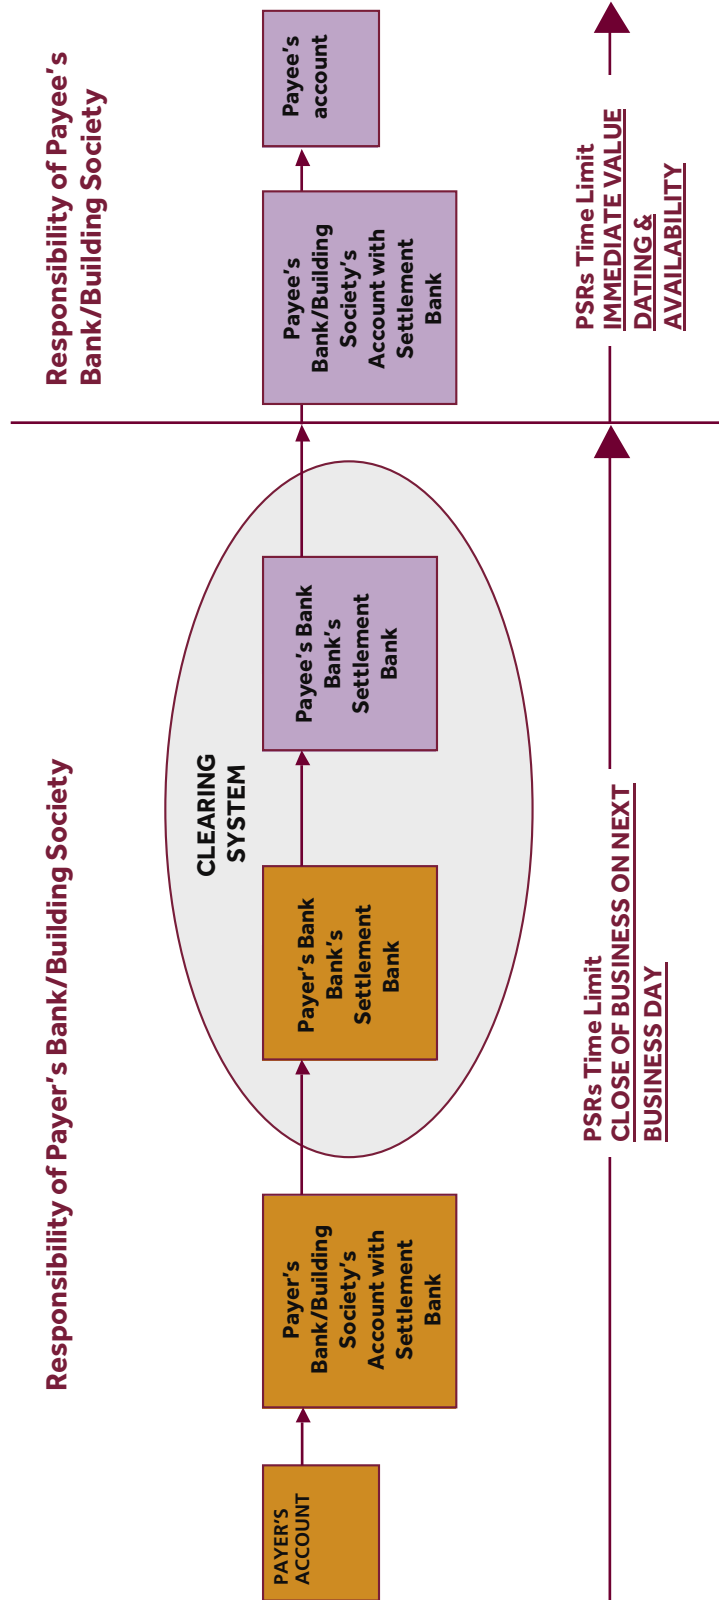 Responsibility of Payer's Bank/Building Society
Responsibility of Payee's
Bank/Building Society
PAYER'S
ACCOUNT
Payer's
Bank/Building
Society's
Account with
Settlement
Bank
CLEARING
SYSTEM
Payer's Bank
Bank's
Settlement
Bank
Payee's Bank
Bank's
Settlement
Bank
Payee's
Bank/Building
Society's
Account with
Settlement
Bank
Payee's
account
PSRs Time Limit
CLOSE OF BUSINESS ON NEXT
BUSINESS DAY
PSRs Time Limit
IMMEDIATE VALUE
DATING &
AVAILABILITY